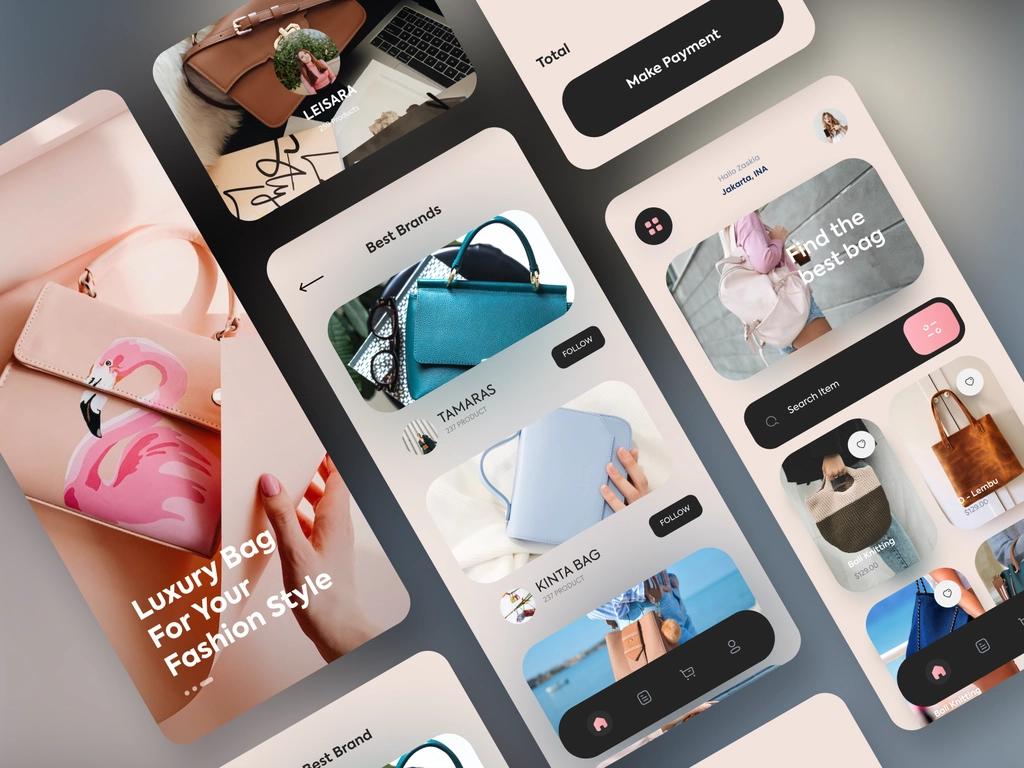 LEISARA
Total
Make Payment
Best Brands
FOLLOW
TAMARAS
237 PRODUCT
FOLLOW
KINTA BAG
237 PRODUCT
Luxury Bag
For Your
Fashion Style
Best Brand
Hallo Zaskia
Jakarta, INA
Find the
best bag
Search Item
Bali Knitting
$129.00
- Lembu
$129.00
Bali Knitting